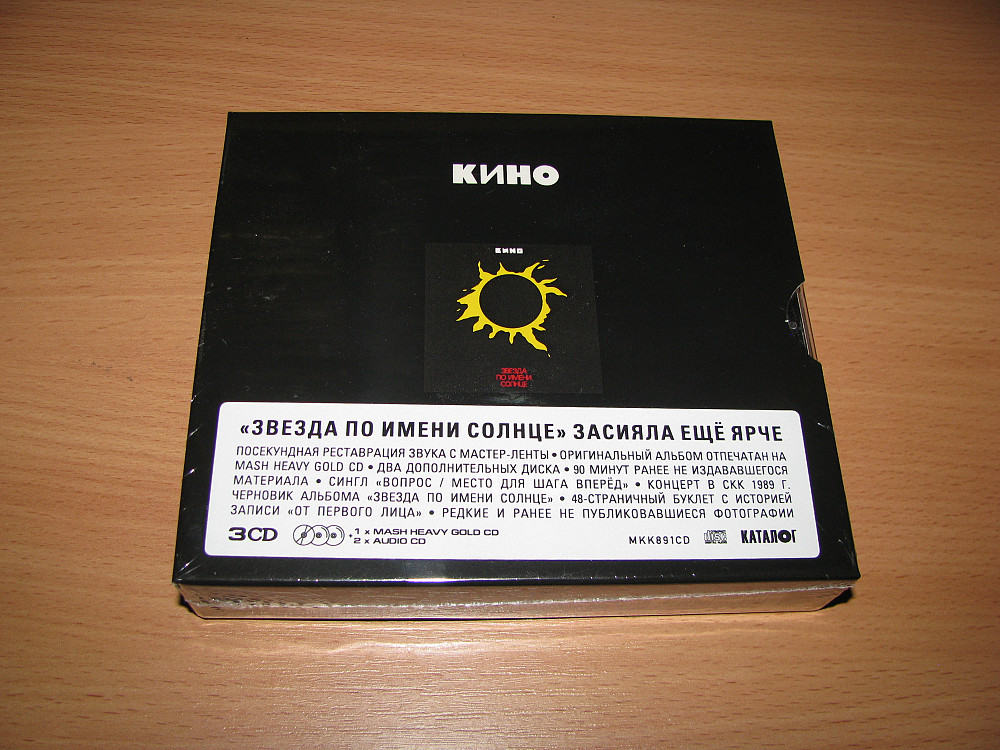 КИНО
КИНО
ЗВЕЗДА
ПО ИМЕНИ
СОЛНЦЕ
«ЗВЕЗДА ПО ИМЕНИ СОЛНЦЕ» ЗАСИЯЛА ЕЩЁ ЯРЧЕ
ПОСЕКУНДНАЯ РЕСТАВРАЦИЯ ЗВУКА С МАСТЕР-ЛЕНТЫ • ОРИГИНАЛЬНЫЙ АЛЬБОМ ОТПЕЧАТАН НА
MASH HEAVY GOLD CD • ДВА ДОПОЛНИТЕЛЬНЫХ ДИСКА • 90 МИНУТ РАНЕЕ НЕ ИЗДАВАВШЕГОСЯ
МАТЕРИАЛА • СИНГЛ «ВОПРОС / МЕСТО ДЛЯ ШАГА ВПЕРЁД» • КОНЦЕРТ В СКК 1989 Г.
ЧЕРНОВИК АЛЬБОМА «ЗВЕЗДА ПО ИМЕНИ СОЛНЦЕ» • 48-СТРАНИЧНЫЙ БУКЛЕТ С ИСТОРИЕЙ
ЗАПИСИ «ОТ ПЕРВОГО ЛИЦА» • РЕДКИЕ И РАНЕЕ НЕ ПУБЛИКОВАВШИЕСЯ ФОТОГРАФИИ
3CD • 1 x MASH HEAVY GOLD CD
2 x AUDIO CD
MKK891CD КАТАЛОГ